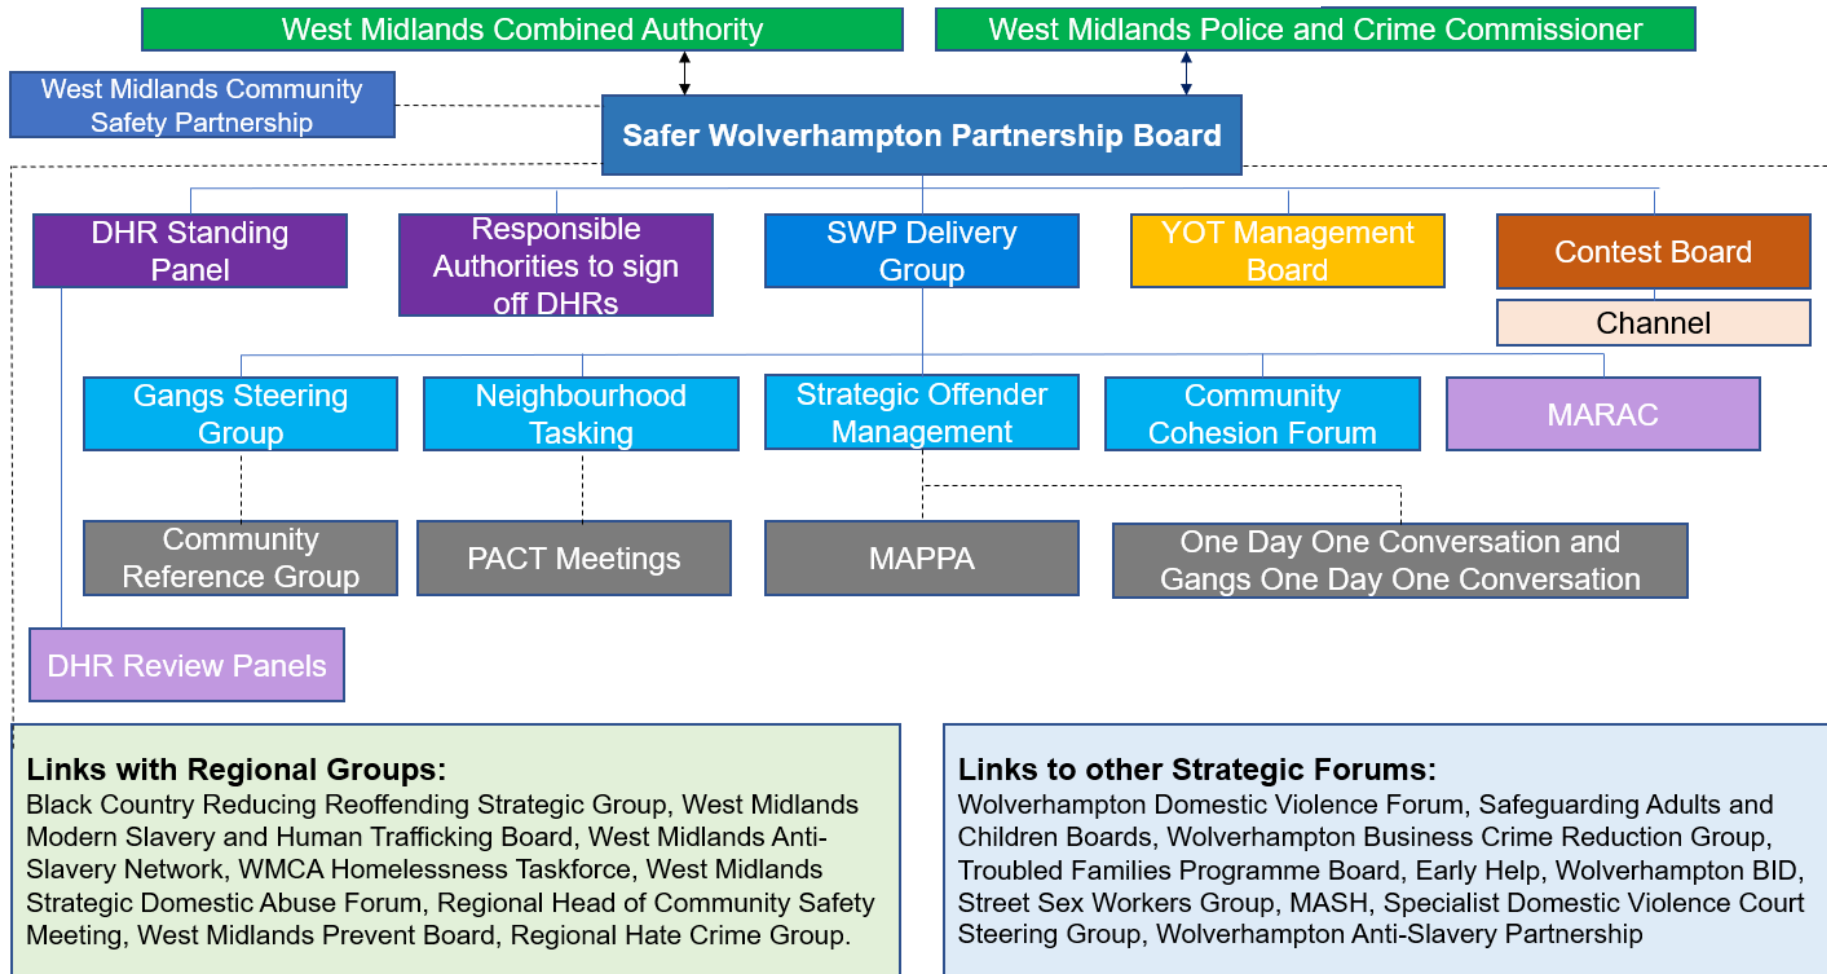 West Midlands Combined Authority
West Midlands Police and Crime Commissioner
West Midlands Community
Safety Partnership
Safer Wolverhampton Partnership Board
DHR Standing
Panel
Responsible
Authorities to sign
off DHRs
SWP Delivery
Group
YOT Management
Board
Contest Board
Channel
Gangs Steering
Group
Neighbourhood
Tasking
Strategic Offender
Management
Community
Cohesion Forum
MARAC
Community
Reference Group
PACT Meetings
MAPPA
One Day One Conversation and
Gangs One Day One Conversation
DHR Review Panels
Links with Regional Groups:
Black Country Reducing Reoffending Strategic Group, West Midlands
Modern Slavery and Human Trafficking Board, West Midlands Anti-
Slavery Network, WMCA Homelessness Taskforce, West Midlands
Strategic Domestic Abuse Forum, Regional Head of Community Safety
Meeting, West Midlands Prevent Board, Regional Hate Crime Group.
Links to other Strategic Forums:
Wolverhampton Domestic Violence Forum, Safeguarding Adults and
Children Boards, Wolverhampton Business Crime Reduction Group,
Troubled Families Programme Board, Early Help, Wolverhampton BID,
Street Sex Workers Group, MASH, Specialist Domestic Violence Court
Steering Group, Wolverhampton Anti-Slavery Partnership